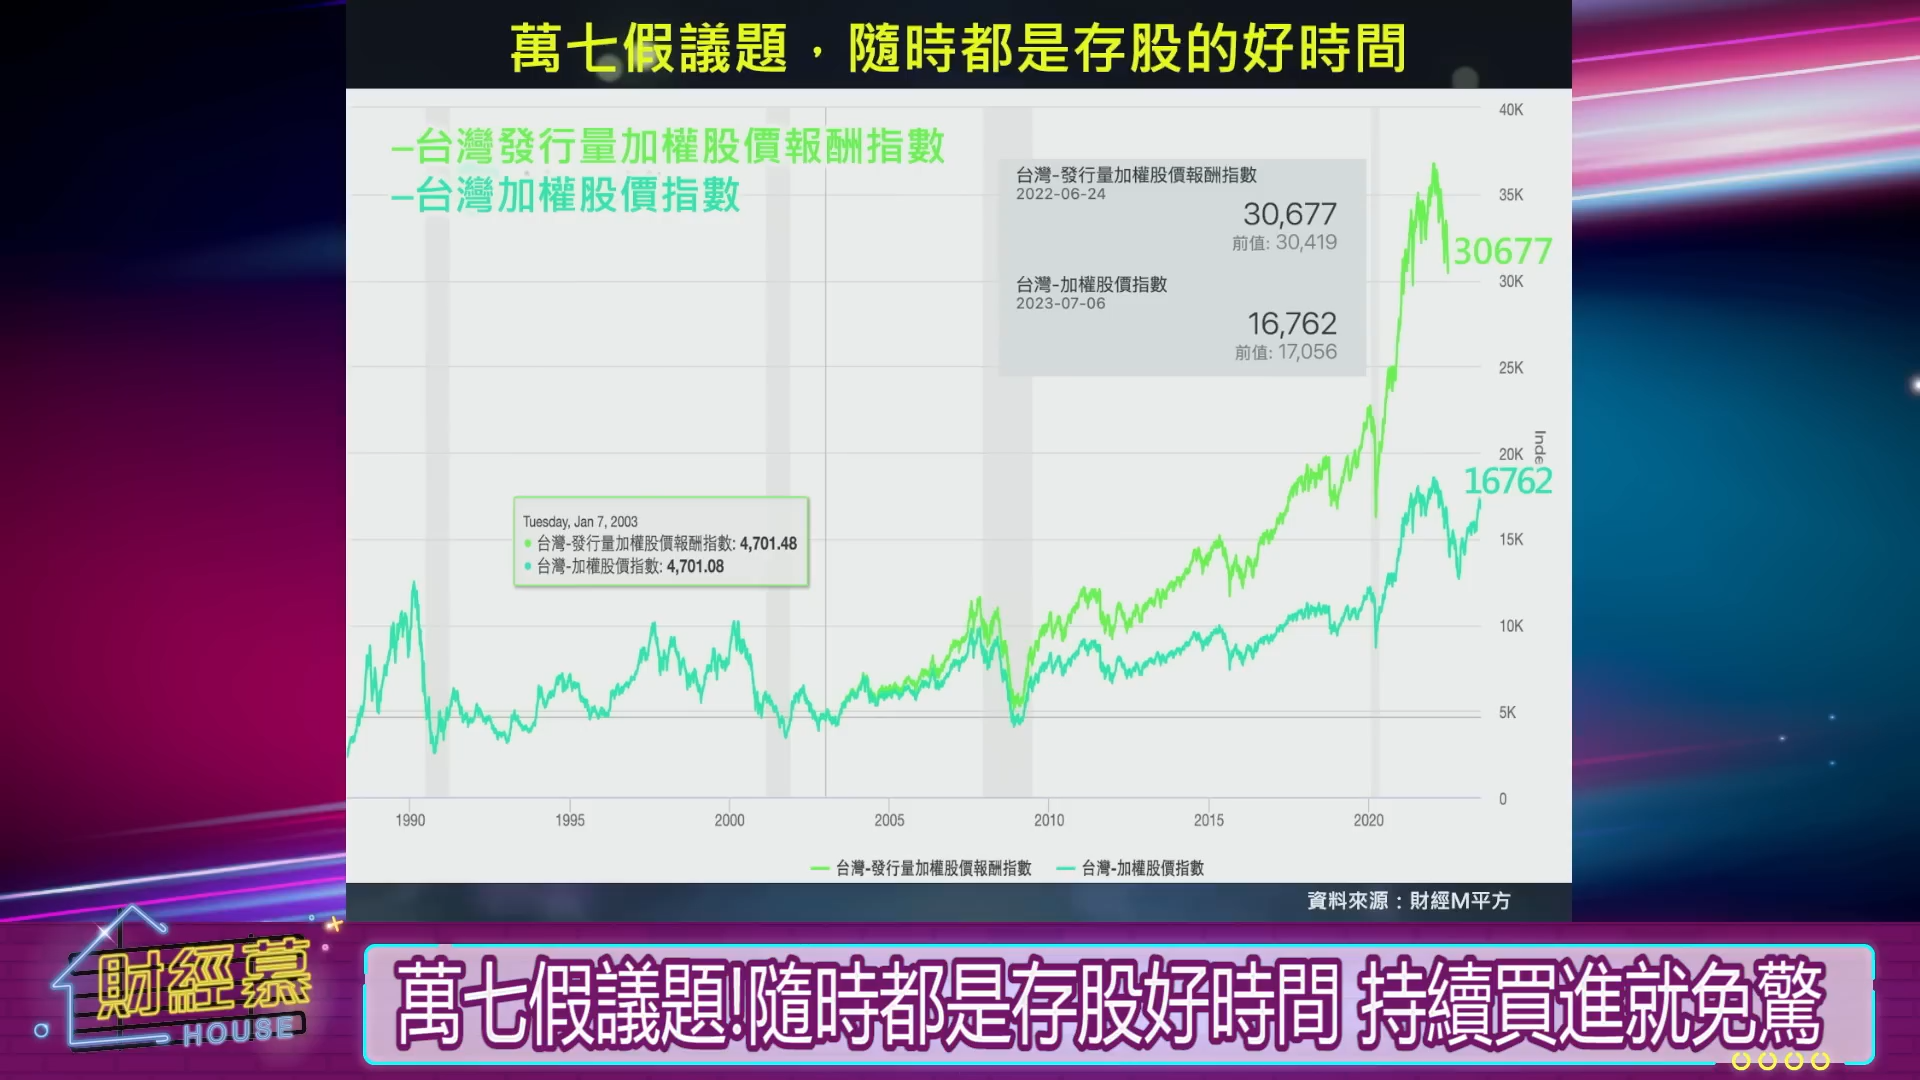 萬七假議題，隨時都是存股的好時間
–台灣發行量加權股價報酬指數
–台灣加權股價指數
台灣-發行量加權股價報酬指數
2022-06-24
30,677
前值: 30,419
台灣-加權股價指數
2023-07-06
16,762
前值: 17,056
40K
35K
30677
30K
25K
20K
Inde
16762
15K
10K
5K
0
Tuesday, Jan 7, 2003
台灣-發行量加權股價報酬指數: 4,701.48
台灣-加權股價指數: 4,701.08
1990 1995 2000 2005 2010 2015 2020
台灣-發行量加權股價報酬指數 台灣-加權股價指數
資料來源：財經M平方
財經慕
HOUSE
萬七假議題!隨時都是存股好時間 持續買進就免驚